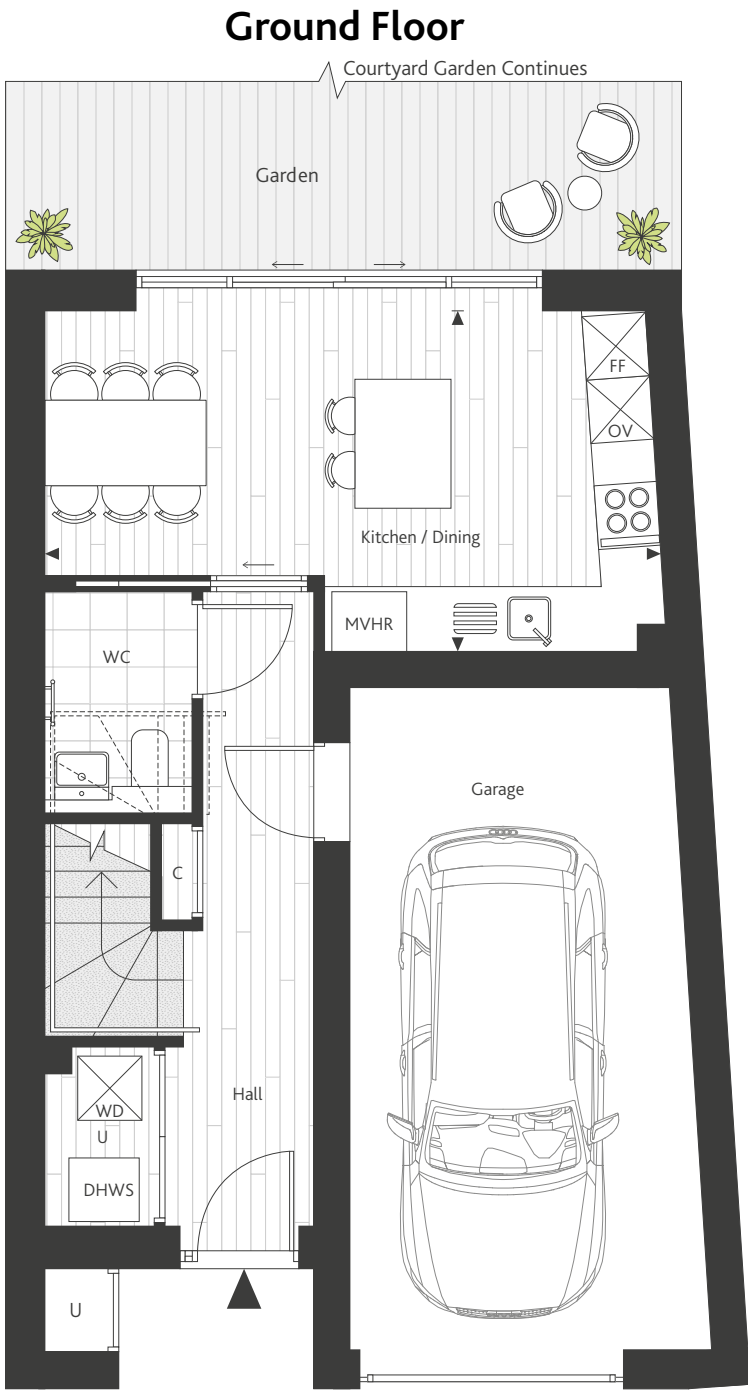 Ground Floor
Courtyard Garden Continues
Garden
FF
OV
Kitchen / Dining
MVHR
WC
Garage
C
Hall
WD
U
DHWS
U